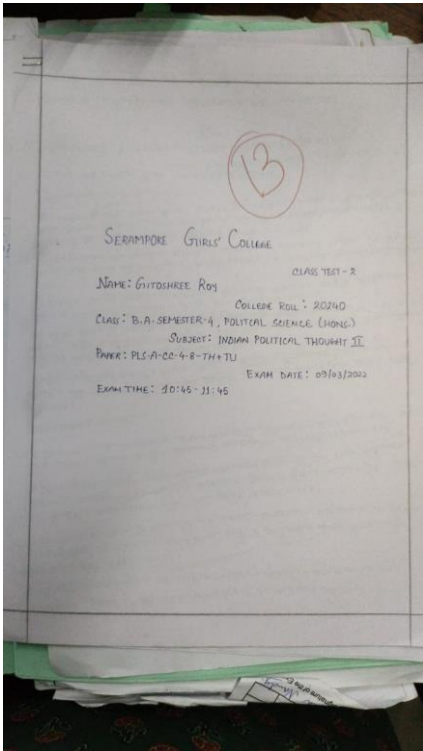 13
SERAMPORE GIRLS' COLLEGE
CLASS TEST - 2
NAME: GITOSHREE ROY
COLLEGE ROLL: 20240
CLASS: B.A. SEMESTER-4, POLITCAL SCIENCE (HONS.)
SUBJECT: INDIAN POLITICAL THOUGHT II
PAPER: PLS-A-CC-4-8-TH+TU
EXAM DATE: 09/03/2022
EXAM TIME: 10:45-11:45